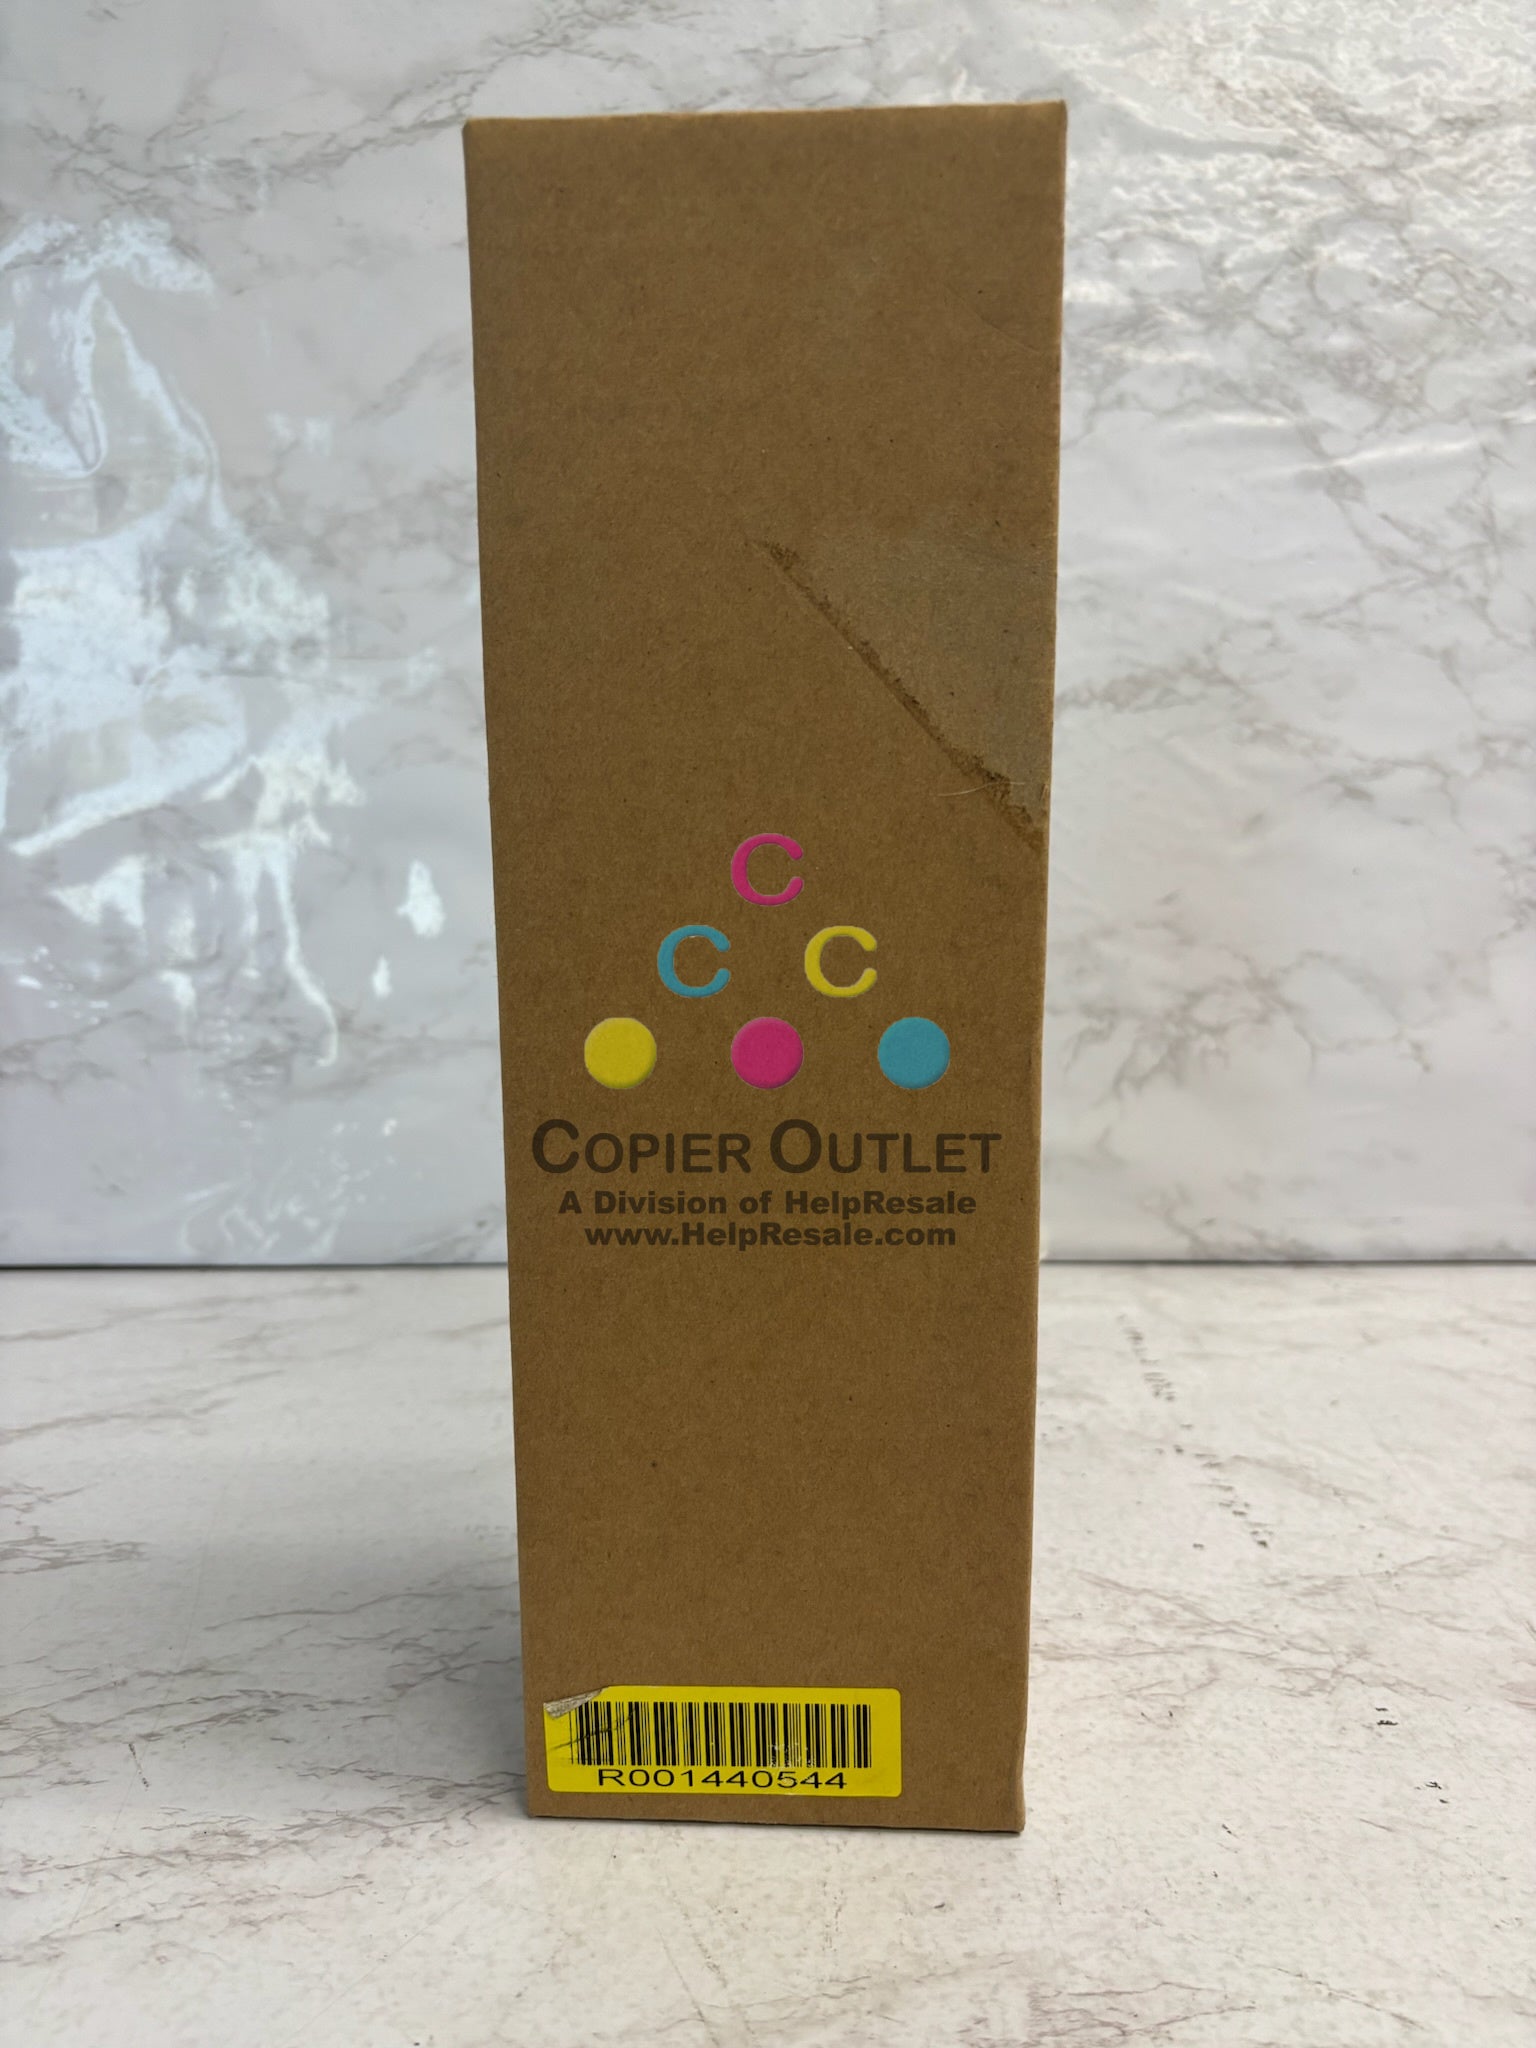 C
C C
COPIER OUTLET
A Division of HelpResale
www.HelpResale.com
R001440544